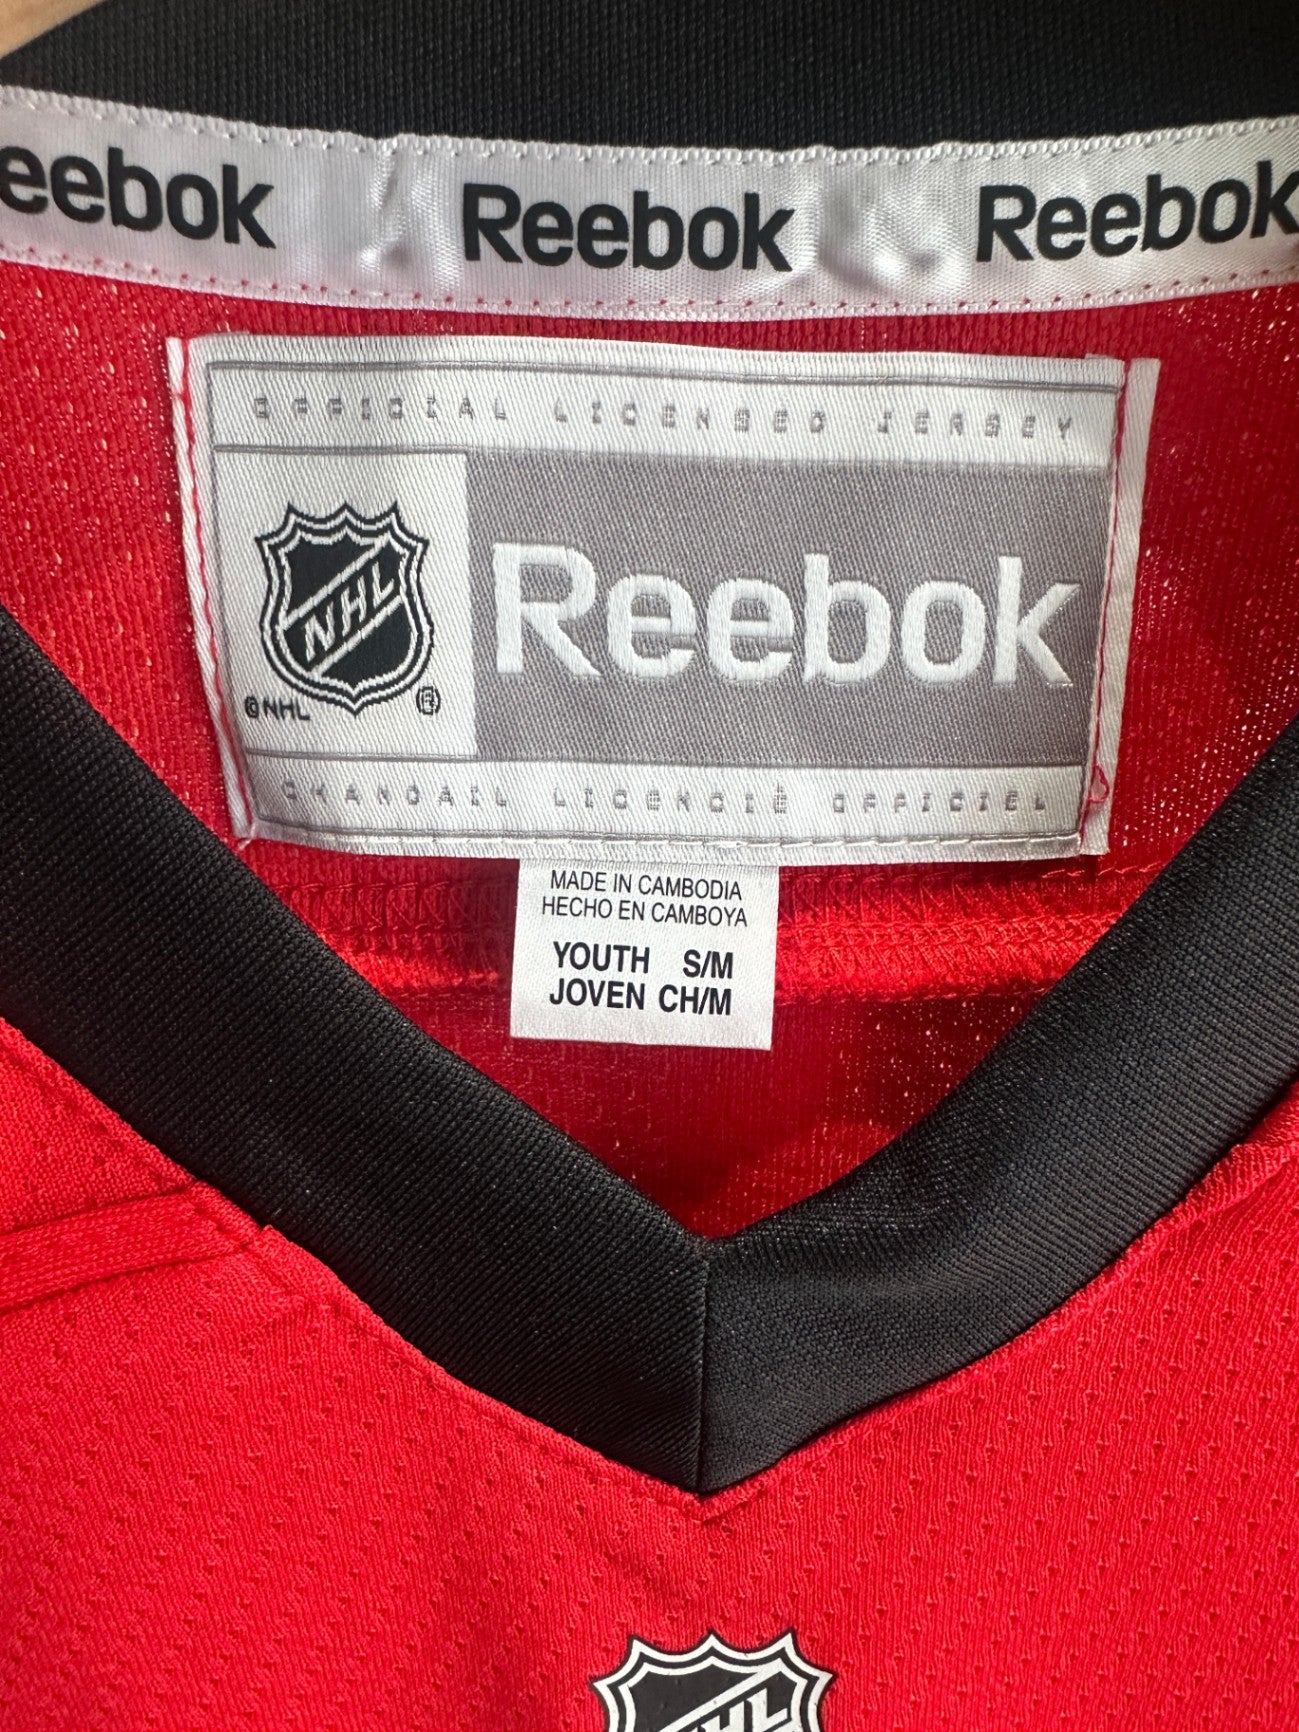 eebok Reebok Reebok
OFFICIAL LICENSED JERSEY
NHL
Reebok
©NHL ®
CHANDAIL LICENCIÉ OFFICIEL
MADE IN CAMBODIA
HECHO EN CAMBOYA
YOUTH S/M
JOVEN CH/M
NHL